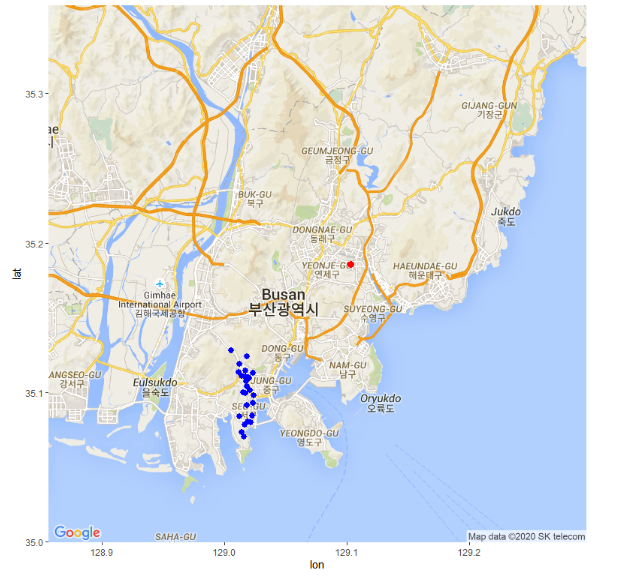 35.3
35.2
35.1
35.0
lat
128.9
129.0
129.1
129.2
lon
GIJANG-GUN
기장군
GEUMJEONG-GU
금정구
BUK-GU
북구
Jukdo
죽도
DONGNAE-GU
동래구
YEONJE-G
연제구
HAEUNDAE-GU
해운대구
Gimhae
International Airport
김해국제공항
Busan
부산광역시
SUYEONG-GU
수영구
DONG-GU
동구
NAM-GU
남구
ANGSEO-GU
강서구
Eulsukdo
을숙도
JUNG-GU
중구
Oryukdo
오륙도
YEONGDO-GU
영도구
SAHA-GU
Google
Map data ©2020 SK telecom